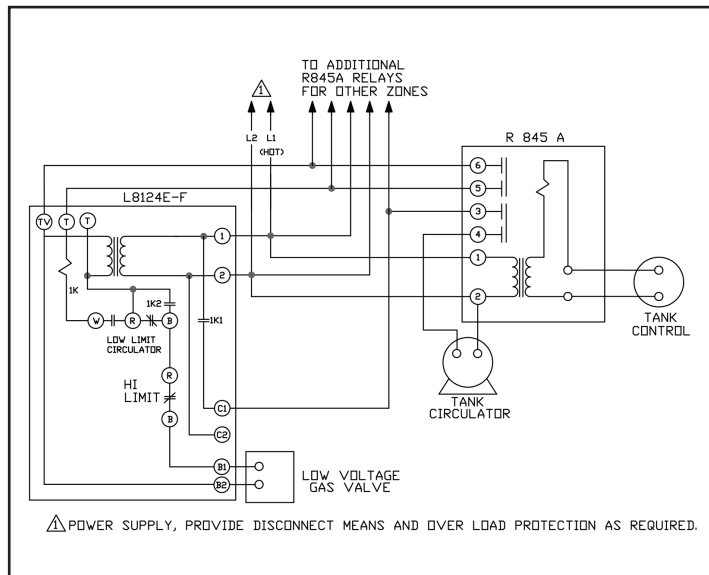 TO ADDITIONAL
R845A RELAYS
FOR OTHER ZONES
1
L2 L1
(HOT)
R 845 A
6
5
3
4
1
2
TANK
CONTROL
TANK
CIRCULATOR
L8124E-F
TV T T
1
2
1K
1K2
1K1
W R B
LOW LIMIT
CIRCULATOR
R
HI
LIMIT
B
C1
C2
B1
B2
LOW VOLTAGE
GAS VALVE
1 POWER SUPPLY, PROVIDE DISCONNECT MEANS AND OVER LOAD PROTECTION AS REQUIRED.